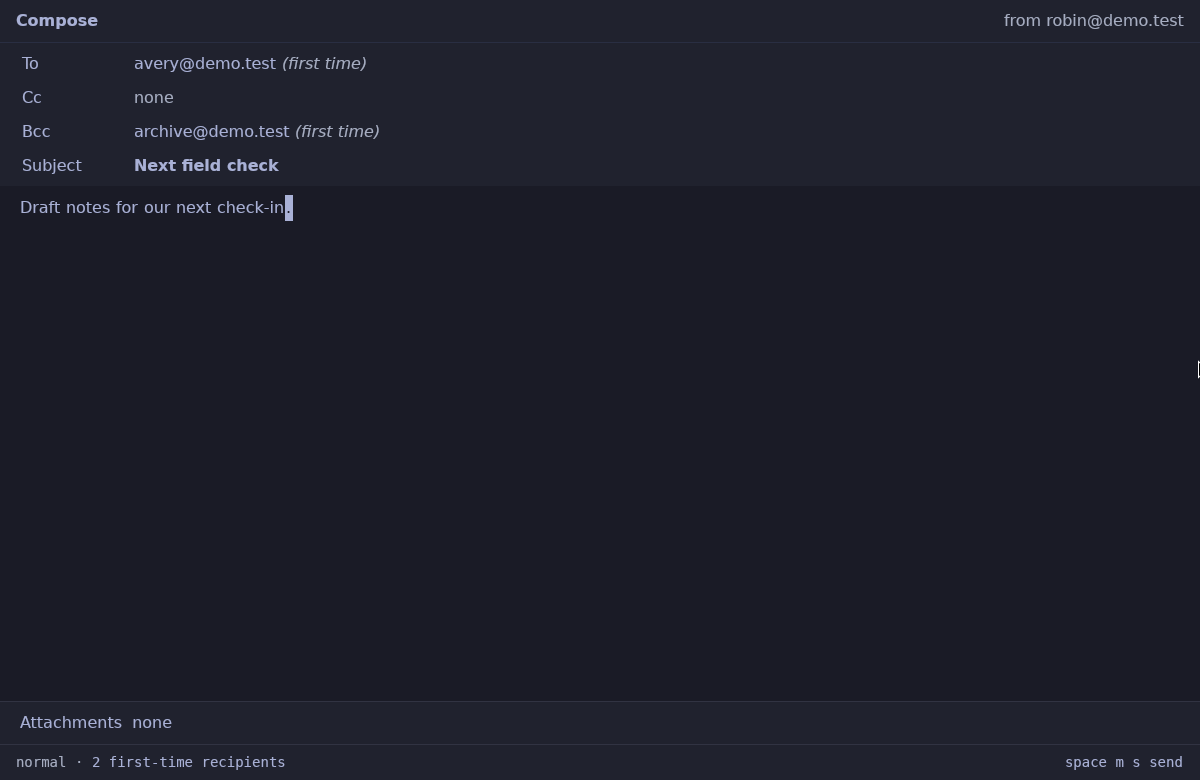 Compose from robin@demo.test
To avery@demo.test (first time)
Cc none
Bcc archive@demo.test (first time)
Subject Next field check
Draft notes for our next check-in.
Attachments none
normal · 2 first-time recipients space m s send